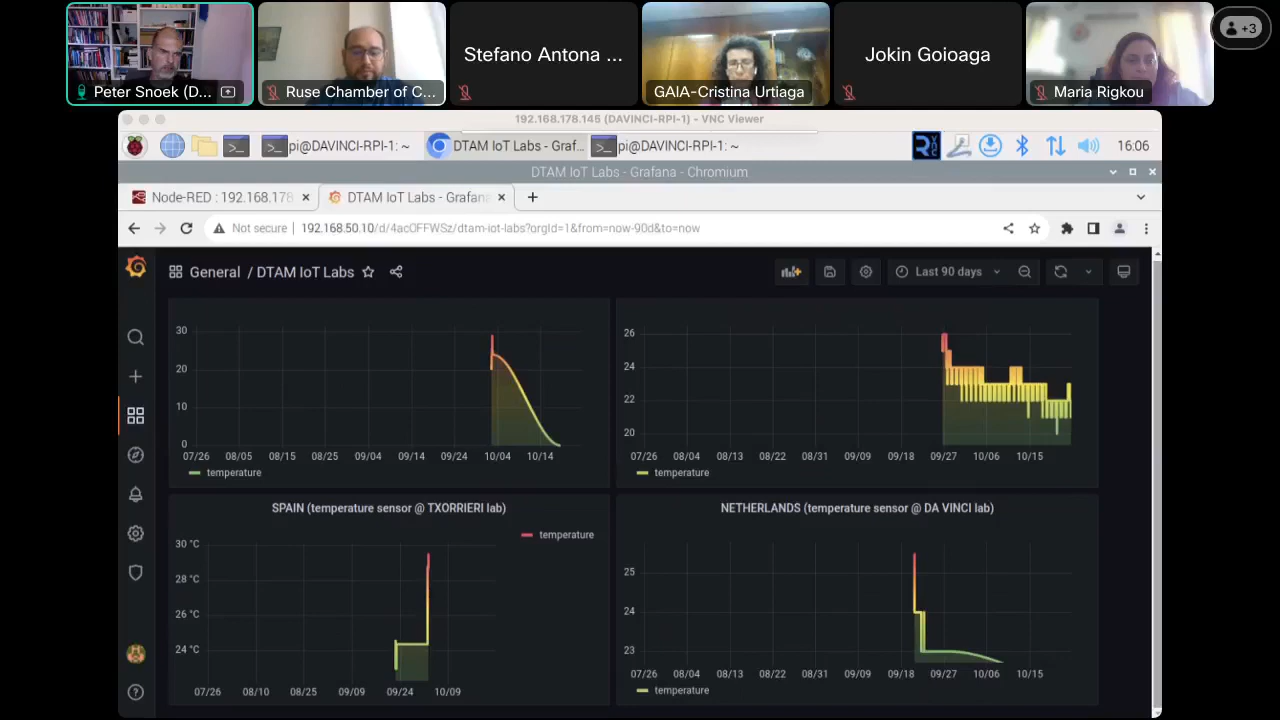 Peter Snoek (D...
Ruse Chamber of C...
Stefano Antona ...
GAIA-Cristina Urtiaga
Jokin Goioaga
Maria Rigkou
+3
192.168.178.145 (DAVINCI-RPI-1) - VNC Viewer
pi@DAVINCI-RPI-1: ~
DTAM IoT Labs - Graf...
pi@DAVINCI-RPI-1: ~
16:06
DTAM IoT Labs - Grafana - Chromium
Node-RED : 192.168.178
DTAM IoT Labs - Grafana
Not secure
192.168.50.10/d/4acOFFWSz/dtam-iot-labs?orgId=1&from=now-90d&to=now
General / DTAM IoT Labs
Last 90 days
30
20
10
0
07/26 08/05 08/15 08/25 09/04 09/14 09/24 10/04 10/14
temperature
26
24
22
20
07/26 08/04 08/13 08/22 08/31 09/09 09/18 09/27 10/06 10/15
temperature
SPAIN (temperature sensor @ TXORRIERI lab)
temperature
30 °C
28 °C
26 °C
24 °C
07/26 08/10 08/25 09/09 09/24 10/09
NETHERLANDS (temperature sensor @ DA VINCI lab)
25
24
23
07/26 08/04 08/13 08/22 08/31 09/09 09/18 09/27 10/06 10/15
temperature